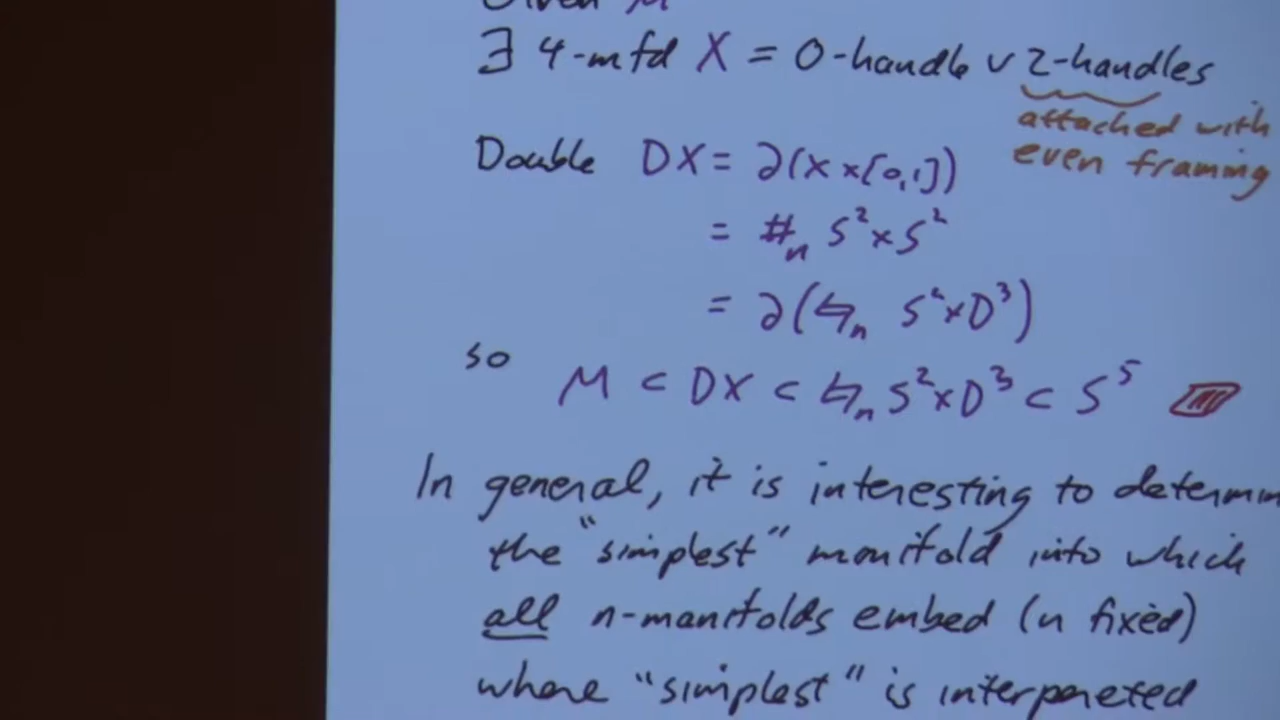 Given M
∃ 4-mfd X = 0-handle ∪ 2-handles
attached with
even framing
Double DX = ∂(X×[0,1])
= #ₙ S²×S²
= ∂(♮ₙ S²×D³)
so
M ⊂ DX ⊂ ♮ₙ S²×D³ ⊂ S⁵
In general, it is interesting to determin
the "simplest" manifold into which
all n-manifolds embed (n fixed)
where "simplest" is interpreted